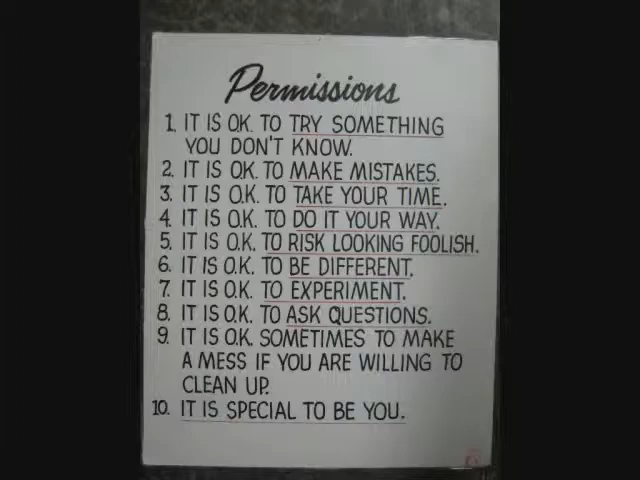 Permissions
1. IT IS O.K. TO TRY SOMETHING
YOU DON'T KNOW.
2. IT IS O.K. TO MAKE MISTAKES.
3. IT IS O.K. TO TAKE YOUR TIME.
4. IT IS O.K. TO DO IT YOUR WAY.
5. IT IS O.K. TO RISK LOOKING FOOLISH.
6. IT IS O.K. TO BE DIFFERENT.
7. IT IS O.K. TO EXPERIMENT.
8. IT IS O.K. TO ASK QUESTIONS.
9. IT IS O.K. SOMETIMES TO MAKE
A MESS IF YOU ARE WILLING TO
CLEAN UP.
10. IT IS SPECIAL TO BE YOU.